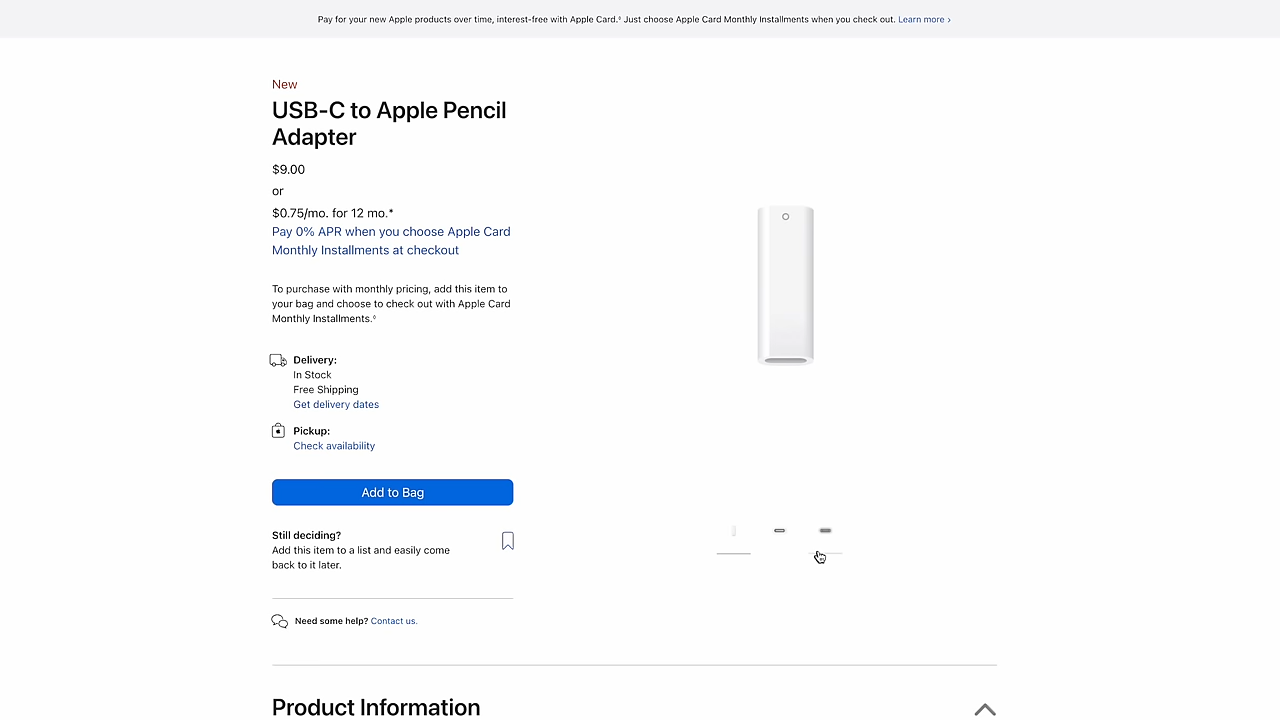 Pay for your new Apple products over time, interest-free with Apple Card.◊ Just choose Apple Card Monthly Installments when you check out. Learn more ›
New
USB-C to Apple Pencil
Adapter
$9.00
or
$0.75/mo. for 12 mo.*
Pay 0% APR when you choose Apple Card
Monthly Installments at checkout
To purchase with monthly pricing, add this item to
your bag and choose to check out with Apple Card
Monthly Installments.◊
Delivery:
In Stock
Free Shipping
Get delivery dates
Pickup:
Check availability
Add to Bag
Still deciding?
Add this item to a list and easily come
back to it later.
Need some help? Contact us.
Product Information